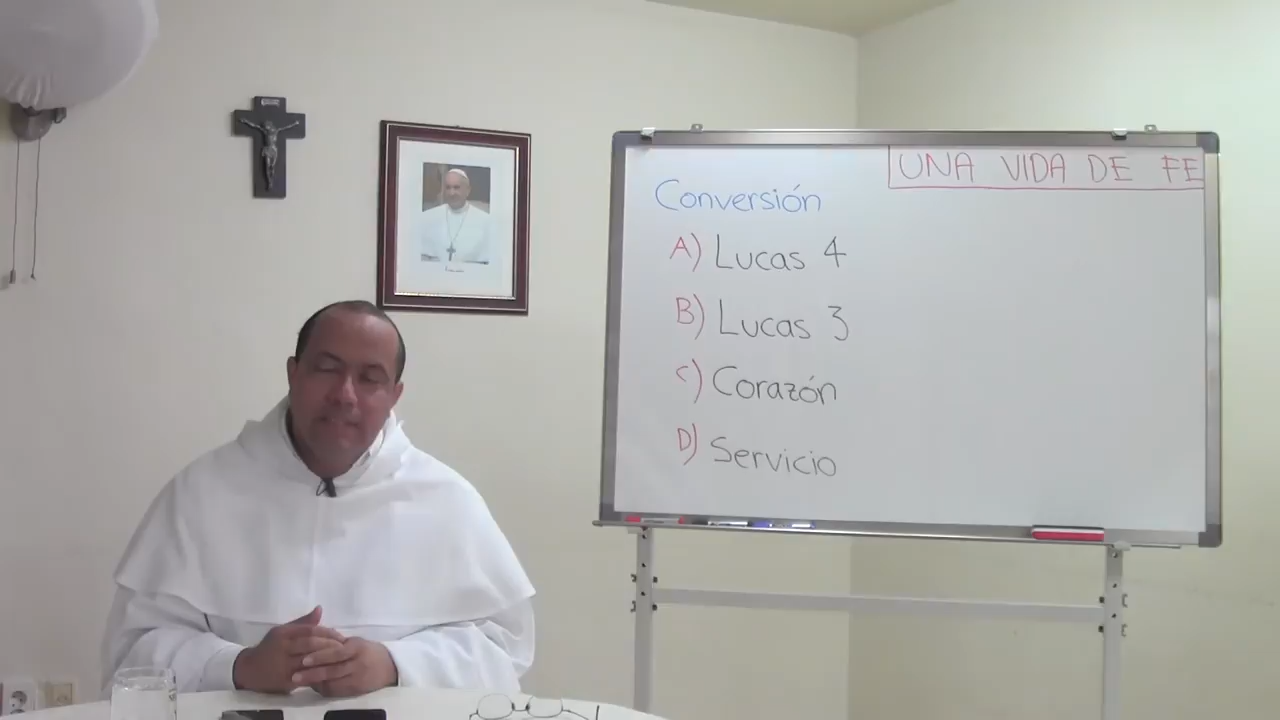 UNA VIDA DE FE
Conversión
A) Lucas 4
B) Lucas 3
C) Corazón
D) Servicio